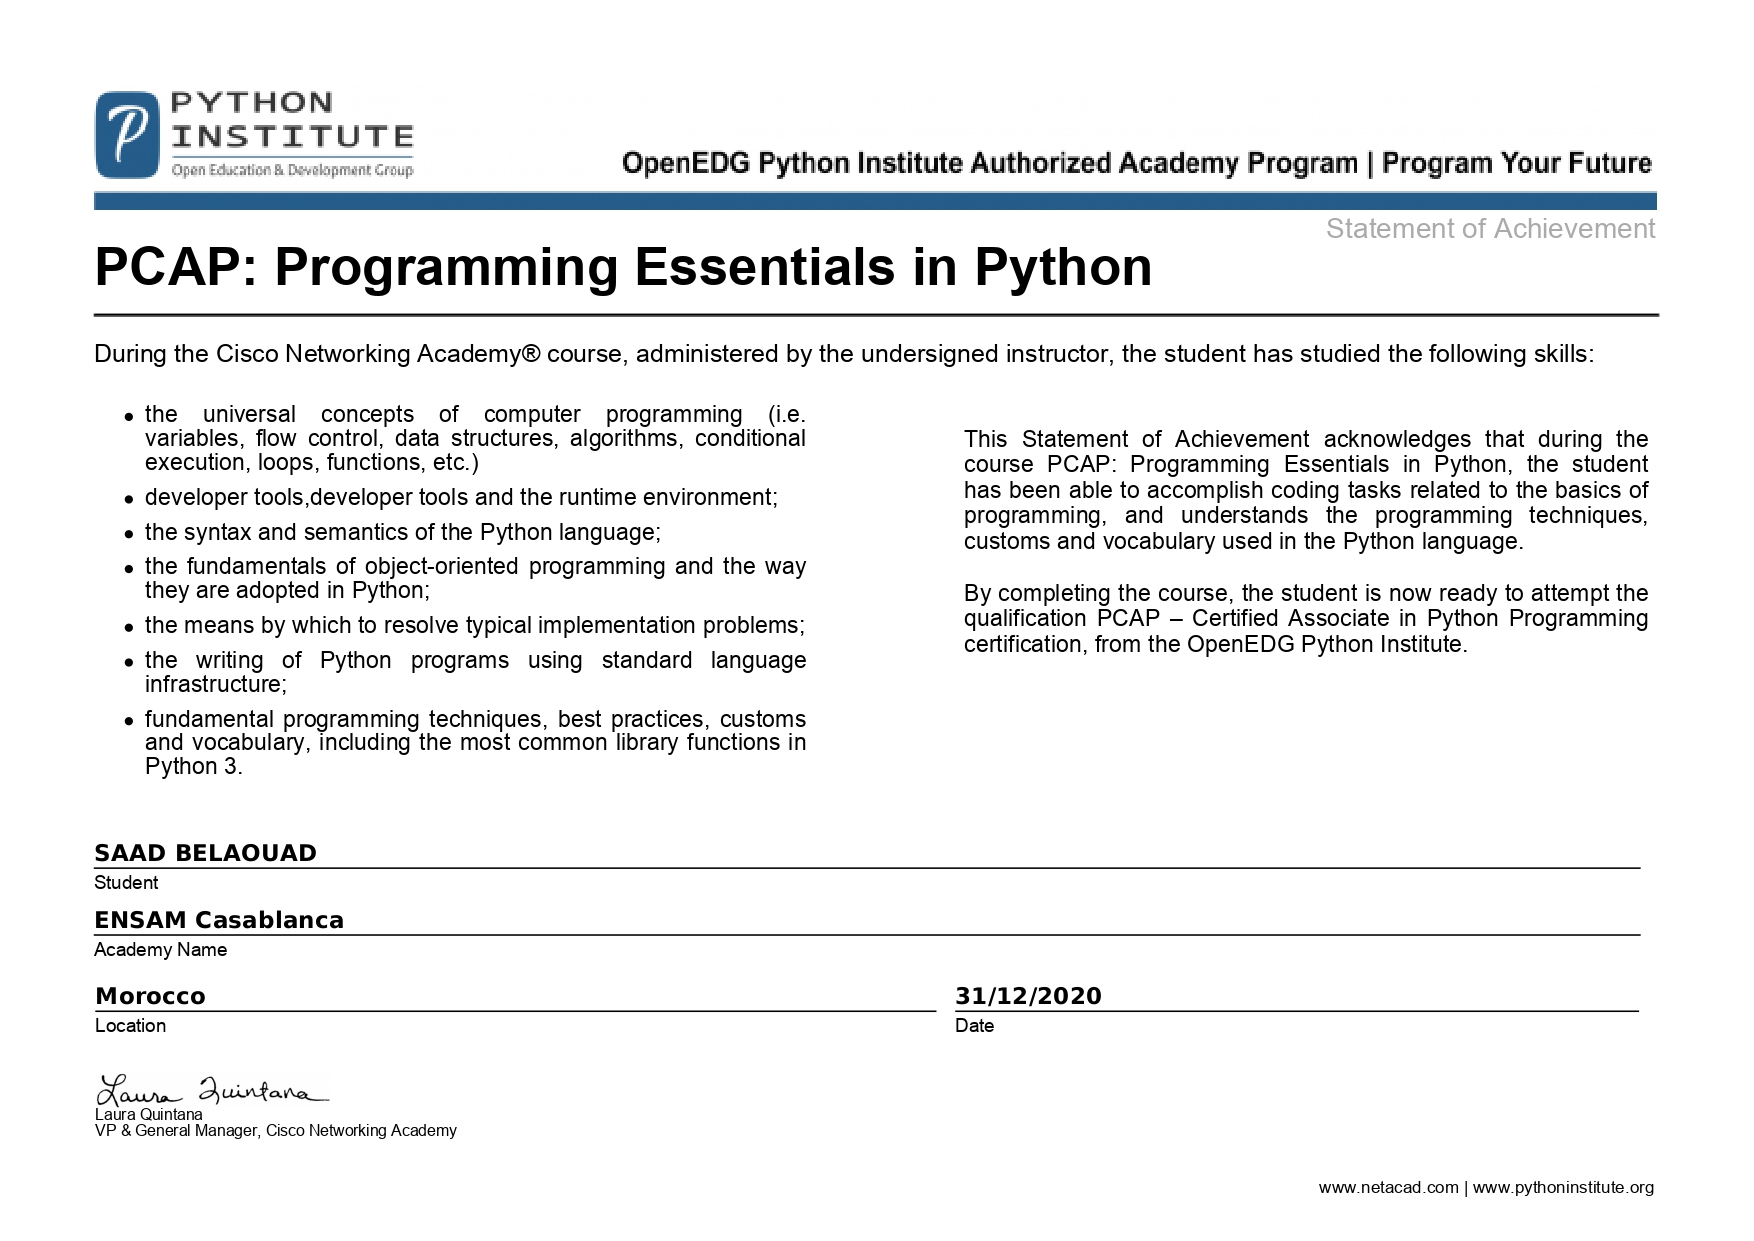 PYTHON
INSTITUTE
Open Education & Development Group
OpenEDG Python Institute Authorized Academy Program | Program Your Future
Statement of Achievement
PCAP: Programming Essentials in Python
During the Cisco Networking Academy® course, administered by the undersigned instructor, the student has studied the following skills:
• the universal concepts of computer programming (i.e.
variables, flow control, data structures, algorithms, conditional
execution, loops, functions, etc.)
• developer tools,developer tools and the runtime environment;
• the syntax and semantics of the Python language;
• the fundamentals of object-oriented programming and the way
they are adopted in Python;
• the means by which to resolve typical implementation problems;
• the writing of Python programs using standard language
infrastructure;
• fundamental programming techniques, best practices, customs
and vocabulary, including the most common library functions in
Python 3.
This Statement of Achievement acknowledges that during the
course PCAP: Programming Essentials in Python, the student
has been able to accomplish coding tasks related to the basics of
programming, and understands the programming techniques,
customs and vocabulary used in the Python language.
By completing the course, the student is now ready to attempt the
qualification PCAP – Certified Associate in Python Programming
certification, from the OpenEDG Python Institute.
SAAD BELAOUAD
Student
ENSAM Casablanca
Academy Name
Morocco
Location
31/12/2020
Date
Laura Quintana
Laura Quintana
VP & General Manager, Cisco Networking Academy
www.netacad.com | www.pythoninstitute.org